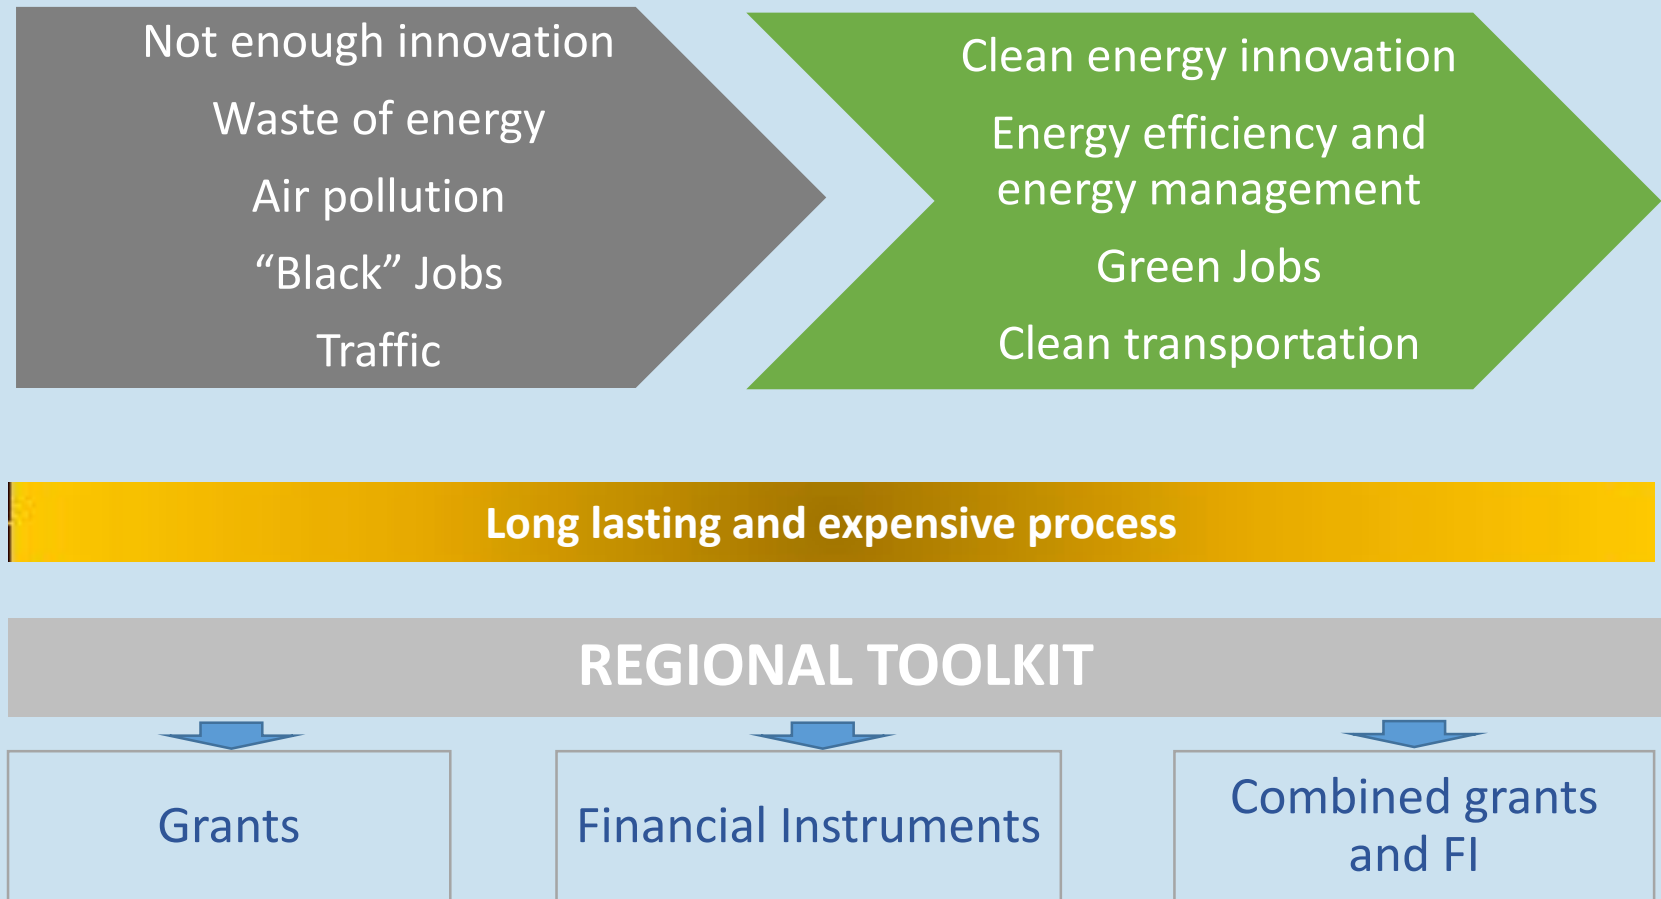 Not enough innovation
Waste of energy
Air pollution
“Black” Jobs
Traffic
Clean energy innovation
Energy efficiency and
energy management
Green Jobs
Clean transportation
Long lasting and expensive process
REGIONAL TOOLKIT
Grants
Financial Instruments
Combined grants
and FI